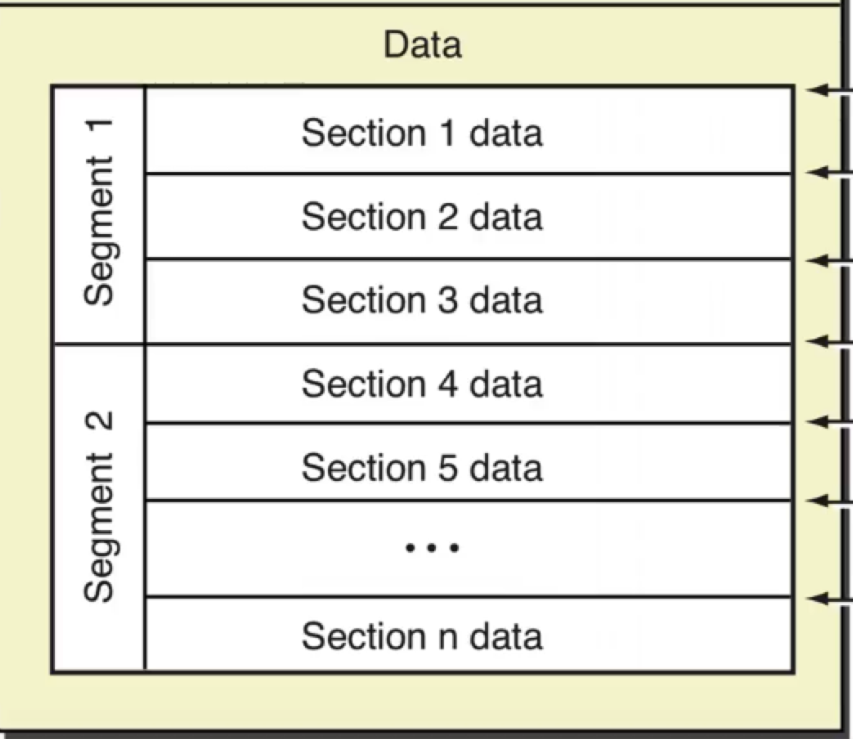 Data
Segment 1
Section 1 data
Section 2 data
Section 3 data
Segment 2
Section 4 data
Section 5 data
...
Section n data